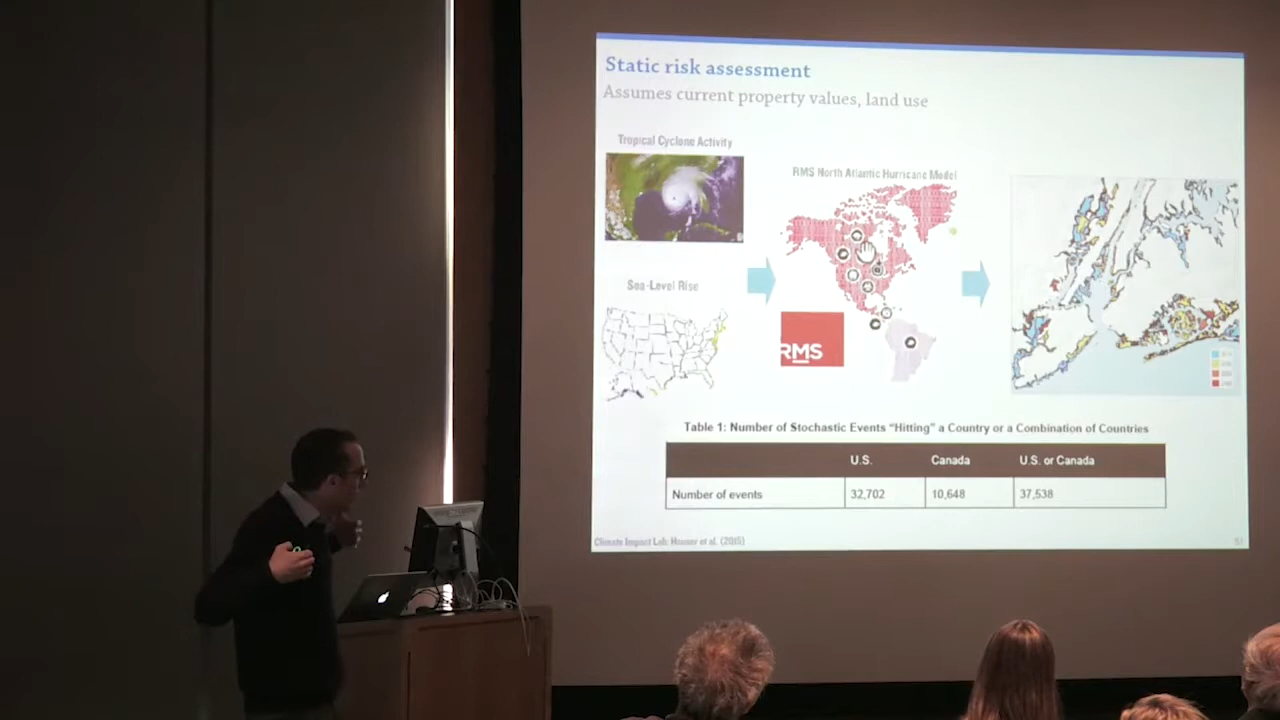 Static risk assessment
Assumes current property values, land use
Tropical Cyclone Activity
RMS North Atlantic Hurricane Model
Sea-Level Rise
RMS
Table 1: Number of Stochastic Events “Hitting” a Country or a Combination of Countries
U.S. Canada U.S. or Canada
Number of events 32,702 10,648 37,538
Climate Impact Lab: Houser et al. (2015)